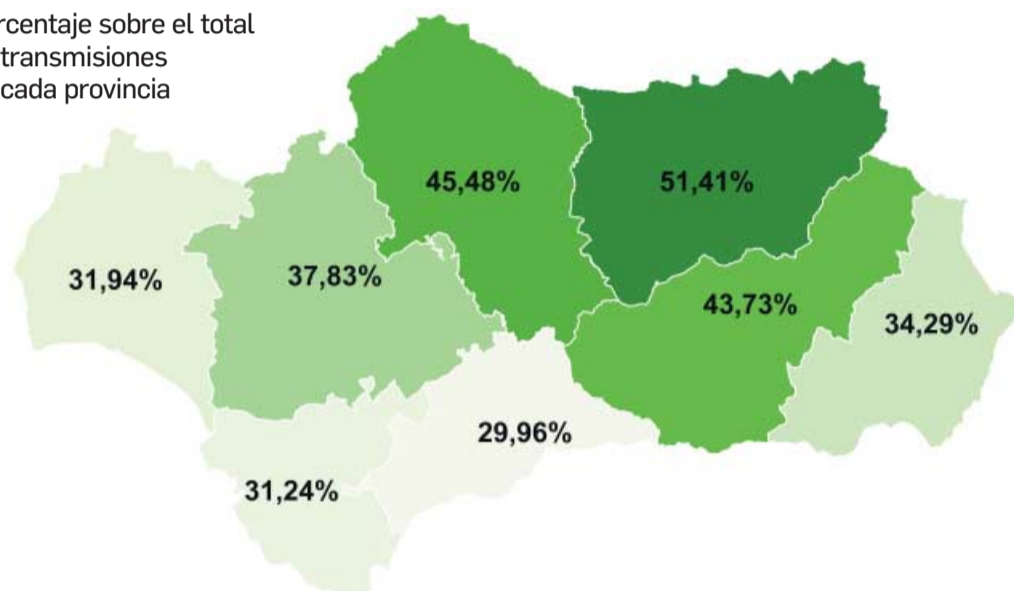 rcentaje sobre el total
transmisiones
cada provincia
45,48%
51,41%
31,94%
37,83%
43,73%
34,29%
29,96%
31,24%